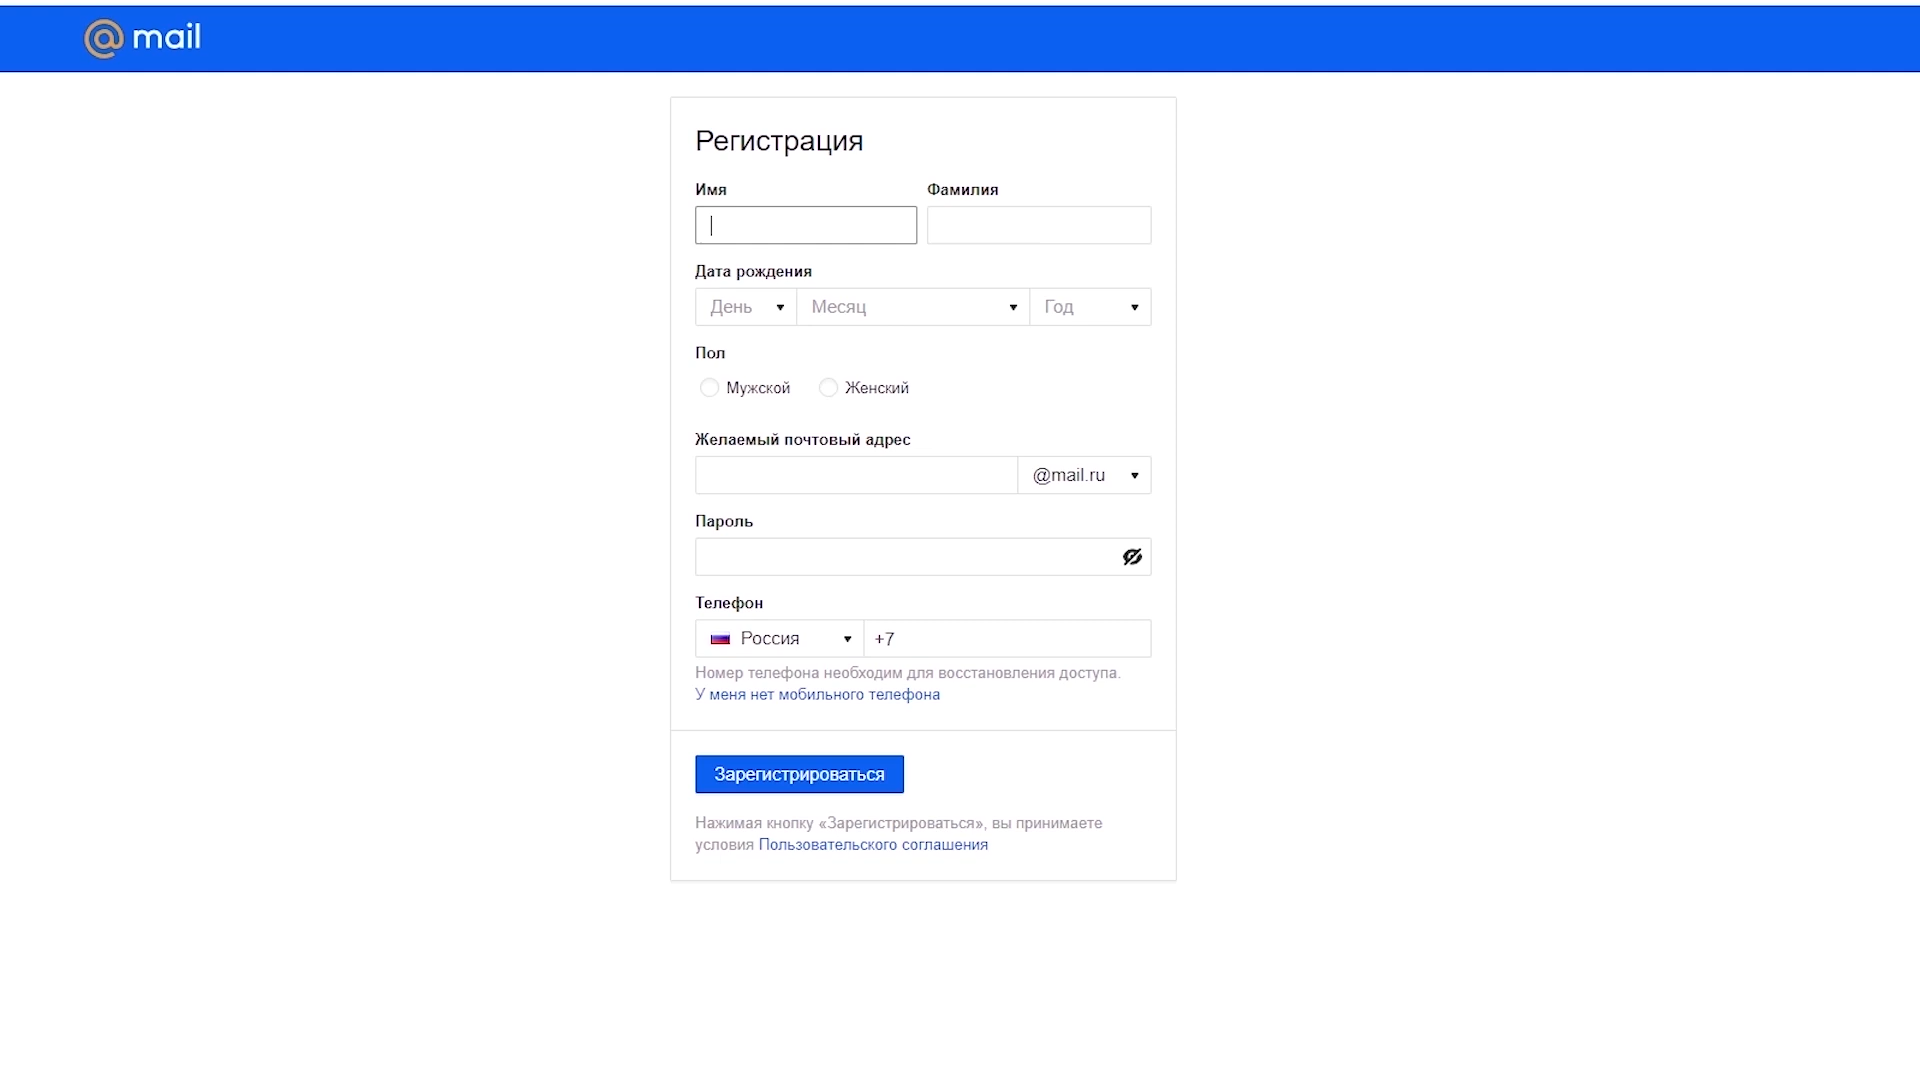 @mail
Регистрация
Имя Фамилия
Дата рождения
День Месяц Год
Пол
Мужской Женский
Желаемый почтовый адрес
@mail.ru
Пароль
Телефон
Россия +7
Номер телефона необходим для восстановления доступа.
У меня нет мобильного телефона
Зарегистрироваться
Нажимая кнопку «Зарегистрироваться», вы принимаете
условия Пользовательского соглашения